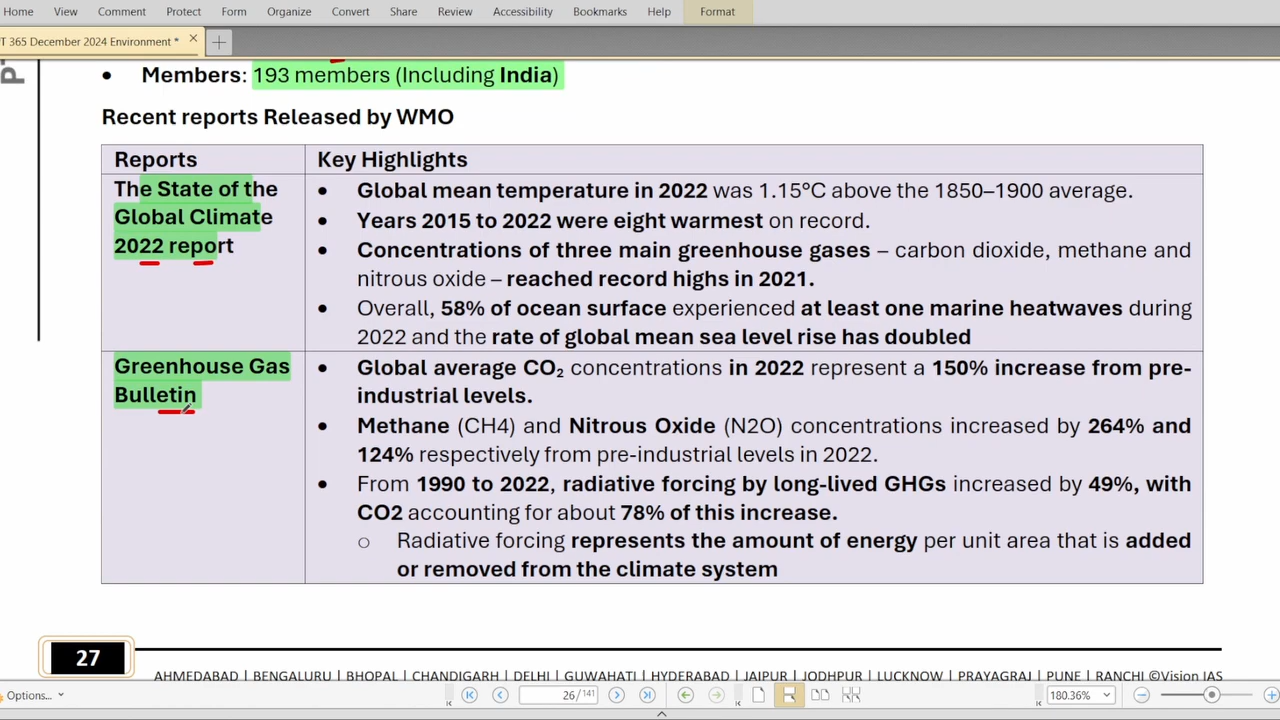 Home View Comment Protect Form Organize Convert Share Review Accessibility Bookmarks Help Format
T 365 December 2024 Environment *
• Members: 193 members (Including India)
Recent reports Released by WMO
Reports Key Highlights
The State of the Global Climate 2022 report
• Global mean temperature in 2022 was 1.15°C above the 1850–1900 average.
• Years 2015 to 2022 were eight warmest on record.
• Concentrations of three main greenhouse gases – carbon dioxide, methane and
nitrous oxide – reached record highs in 2021.
• Overall, 58% of ocean surface experienced at least one marine heatwaves during
2022 and the rate of global mean sea level rise has doubled
Greenhouse Gas
Bulletin
• Global average CO₂ concentrations in 2022 represent a 150% increase from pre-
industrial levels.
• Methane (CH4) and Nitrous Oxide (N2O) concentrations increased by 264% and
124% respectively from pre-industrial levels in 2022.
• From 1990 to 2022, radiative forcing by long-lived GHGs increased by 49%, with
CO2 accounting for about 78% of this increase.
o Radiative forcing represents the amount of energy per unit area that is added
or removed from the climate system
27
AHMEDABAD | BENGALURU | BHOPAL | CHANDIGARH | DELHI | GUWAHATI | HYDERABAD | JAIPUR | JODHPUR | LUCKNOW | PRAYAGRAJ | PUNE | RANCHI ©Vision IAS
Options... 26 / 141 180.36%